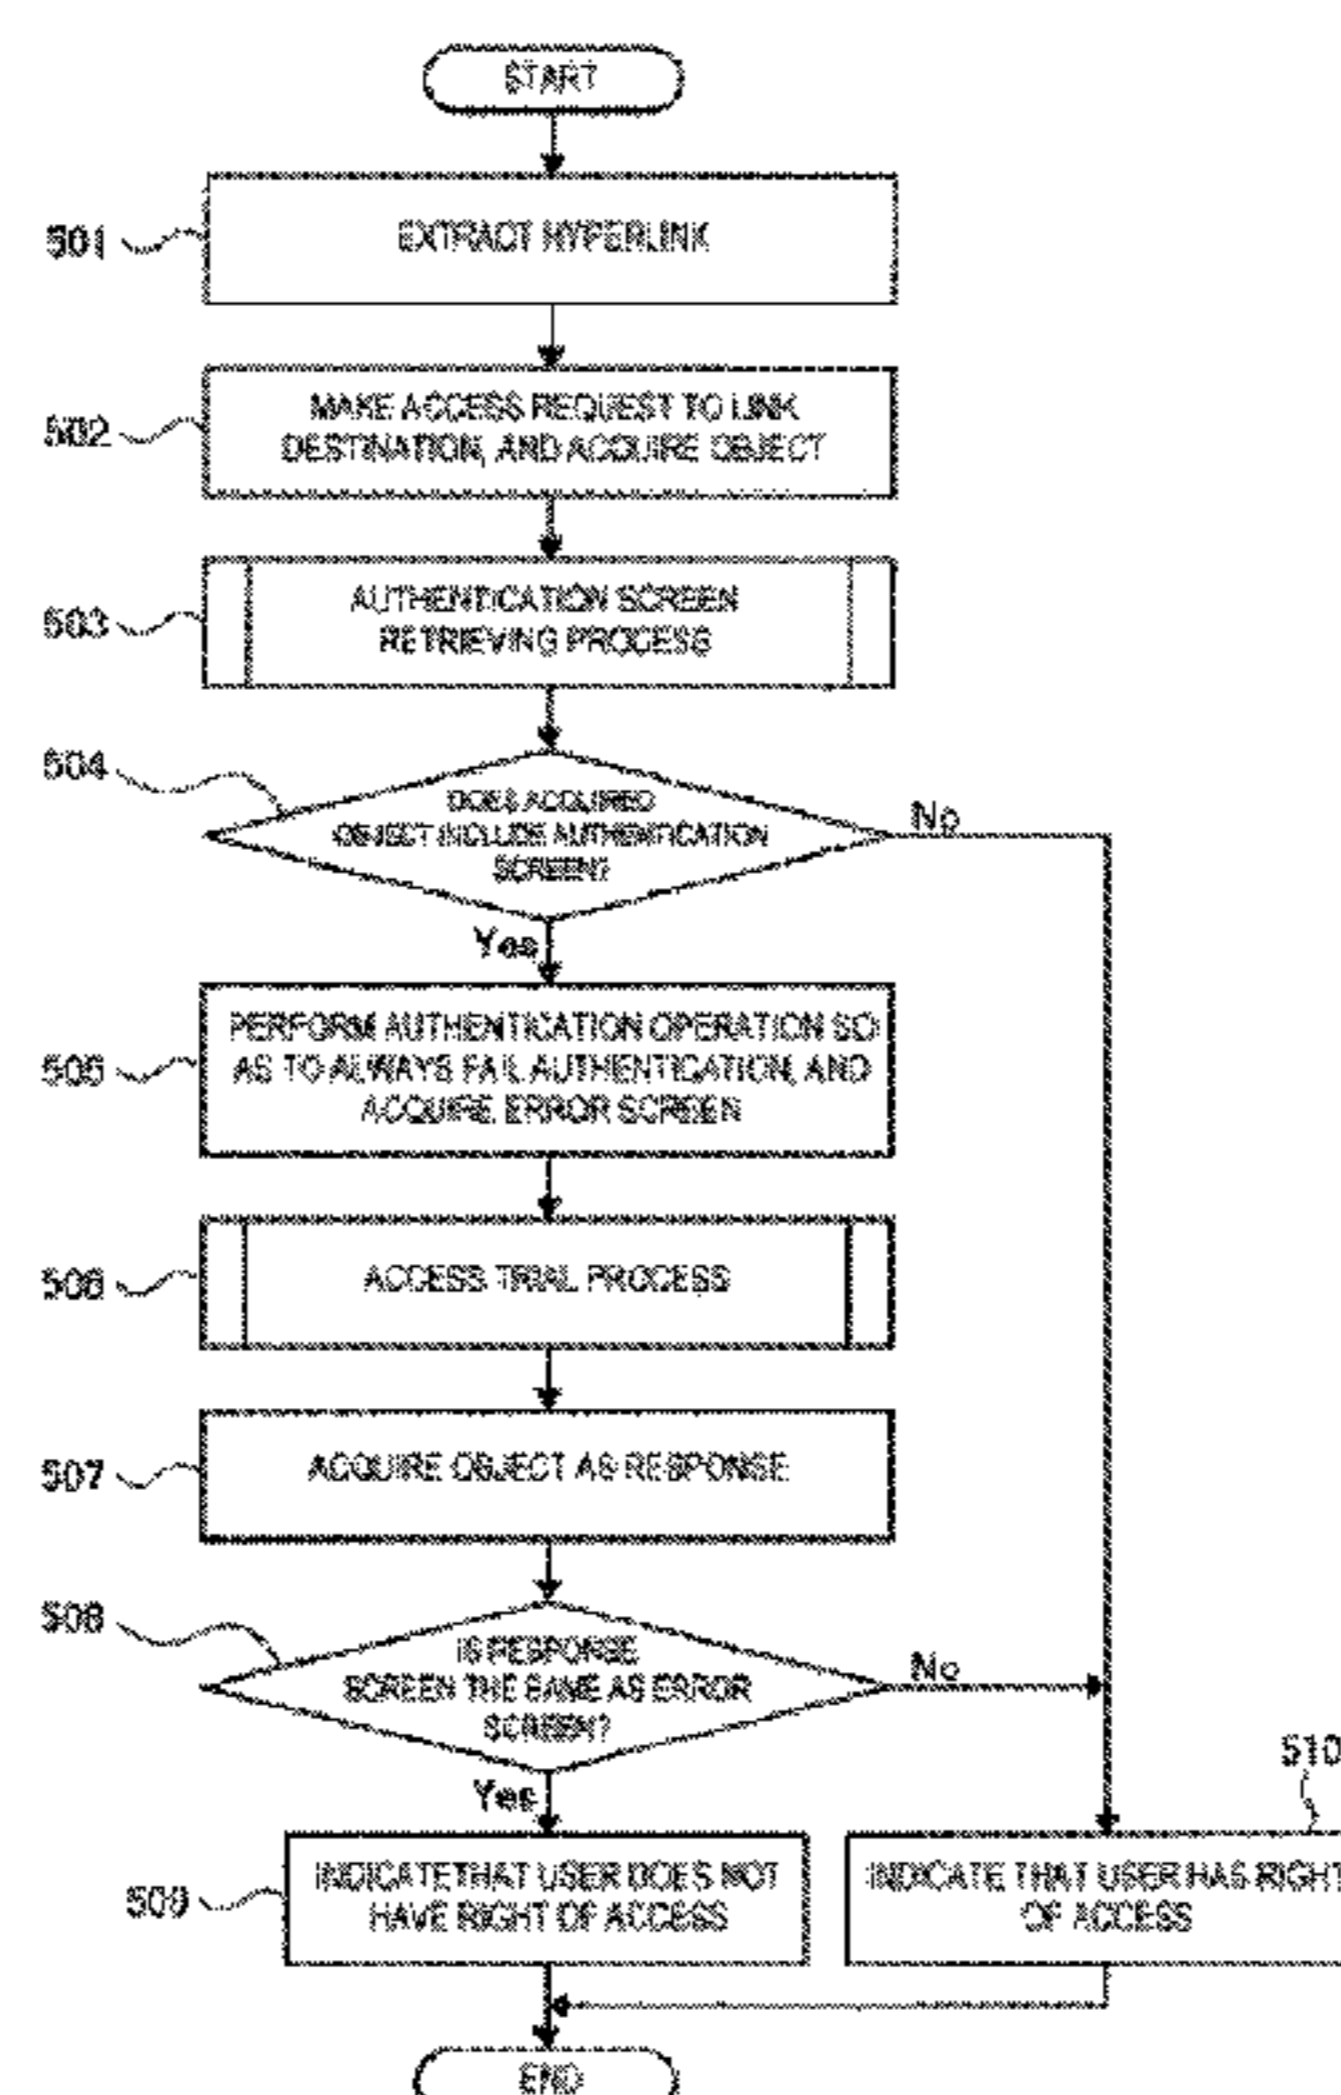 START
501
EXTRACT HYPERLINK
502
MAKE ACCESS REQUEST TO LINK
DESTINATION, AND ACQUIRE OBJECT
503
AUTHENTICATION SCREEN
RETRIEVING PROCESS
504
DOES ACQUIRED
OBJECT INCLUDE AUTHENTICATION
SCREEN?
No
Yes
505
PERFORM AUTHENTICATION OPERATION SO
AS TO ALWAYS FAIL AUTHENTICATION, AND
ACQUIRE ERROR SCREEN
506
ACCESS TRIAL PROCESS
507
ACQUIRE OBJECT AS RESPONSE
508
IS RESPONSE
SCREEN THE SAME AS ERROR
SCREEN?
No
Yes
510
509
INDICATE THAT USER DOES NOT
HAVE RIGHT OF ACCESS
INDICATE THAT USER HAS RIGHT
OF ACCESS
END